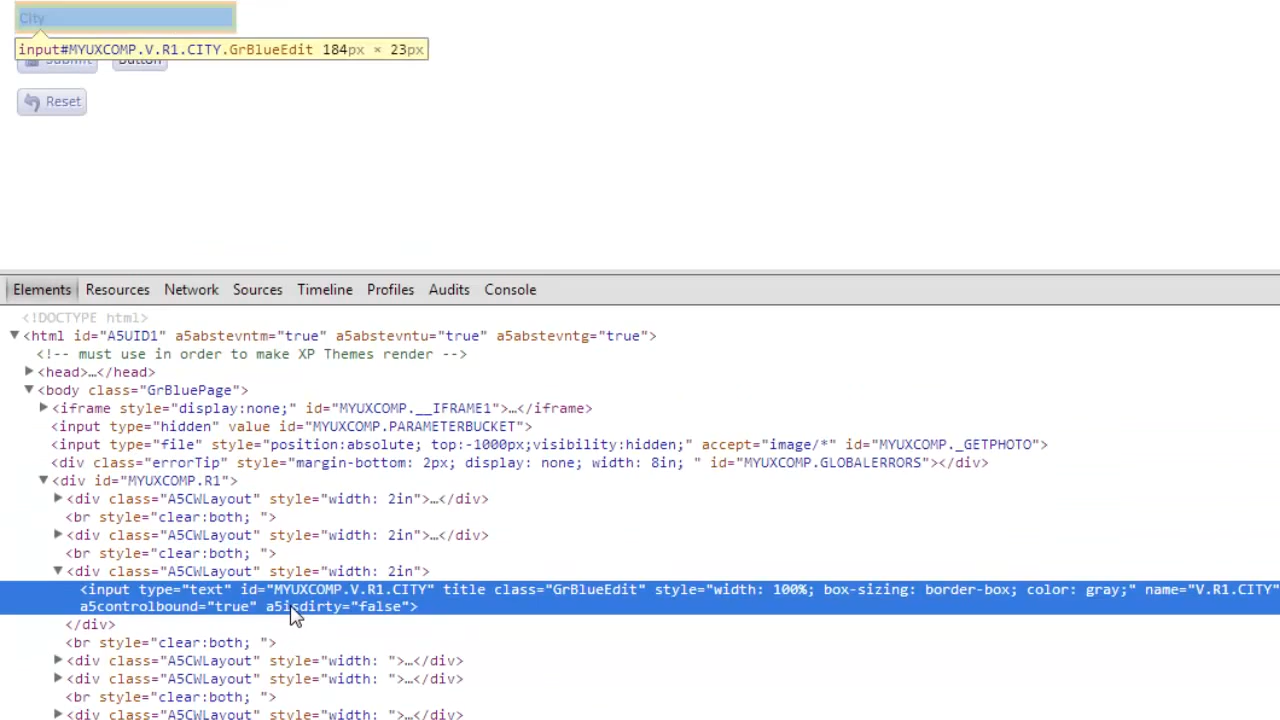 City
input#MYUXCOMP.V.R1.CITY.GrBlueEdit 184px × 23px
Submit Button
Reset
Elements Resources Network Sources Timeline Profiles Audits Console
<!DOCTYPE html>
▼<html id="A5UID1" a5abstevntm="true" a5abstevntu="true" a5abstevntg="true">
<!-- must use in order to make XP Themes render -->
▶<head>…</head>
▼<body class="GrBluePage">
▶<iframe style="display:none;" id="MYUXCOMP.__IFRAME1">…</iframe>
<input type="hidden" value id="MYUXCOMP.PARAMETERBUCKET">
<input type="file" style="position:absolute; top:-1000px;visibility:hidden;" accept="image/*" id="MYUXCOMP._GETPHOTO">
<div class="errorTip" style="margin-bottom: 2px; display: none; width: 8in; " id="MYUXCOMP.GLOBALERRORS"></div>
▼<div id="MYUXCOMP.R1">
▶<div class="A5CWLayout" style="width: 2in">…</div>
<br style="clear:both; ">
▶<div class="A5CWLayout" style="width: 2in">…</div>
<br style="clear:both; ">
▼<div class="A5CWLayout" style="width: 2in">
<input type="text" id="MYUXCOMP.V.R1.CITY" title class="GrBlueEdit" style="width: 100%; box-sizing: border-box; color: gray;" name="V.R1.CITY"
a5controlbound="true" a5isdirty="false">
</div>
<br style="clear:both; ">
▶<div class="A5CWLayout" style="width: ">…</div>
▶<div class="A5CWLayout" style="width: ">…</div>
<br style="clear:both; ">
▶<div class="A5CWLayout" style="width: ">…</div>